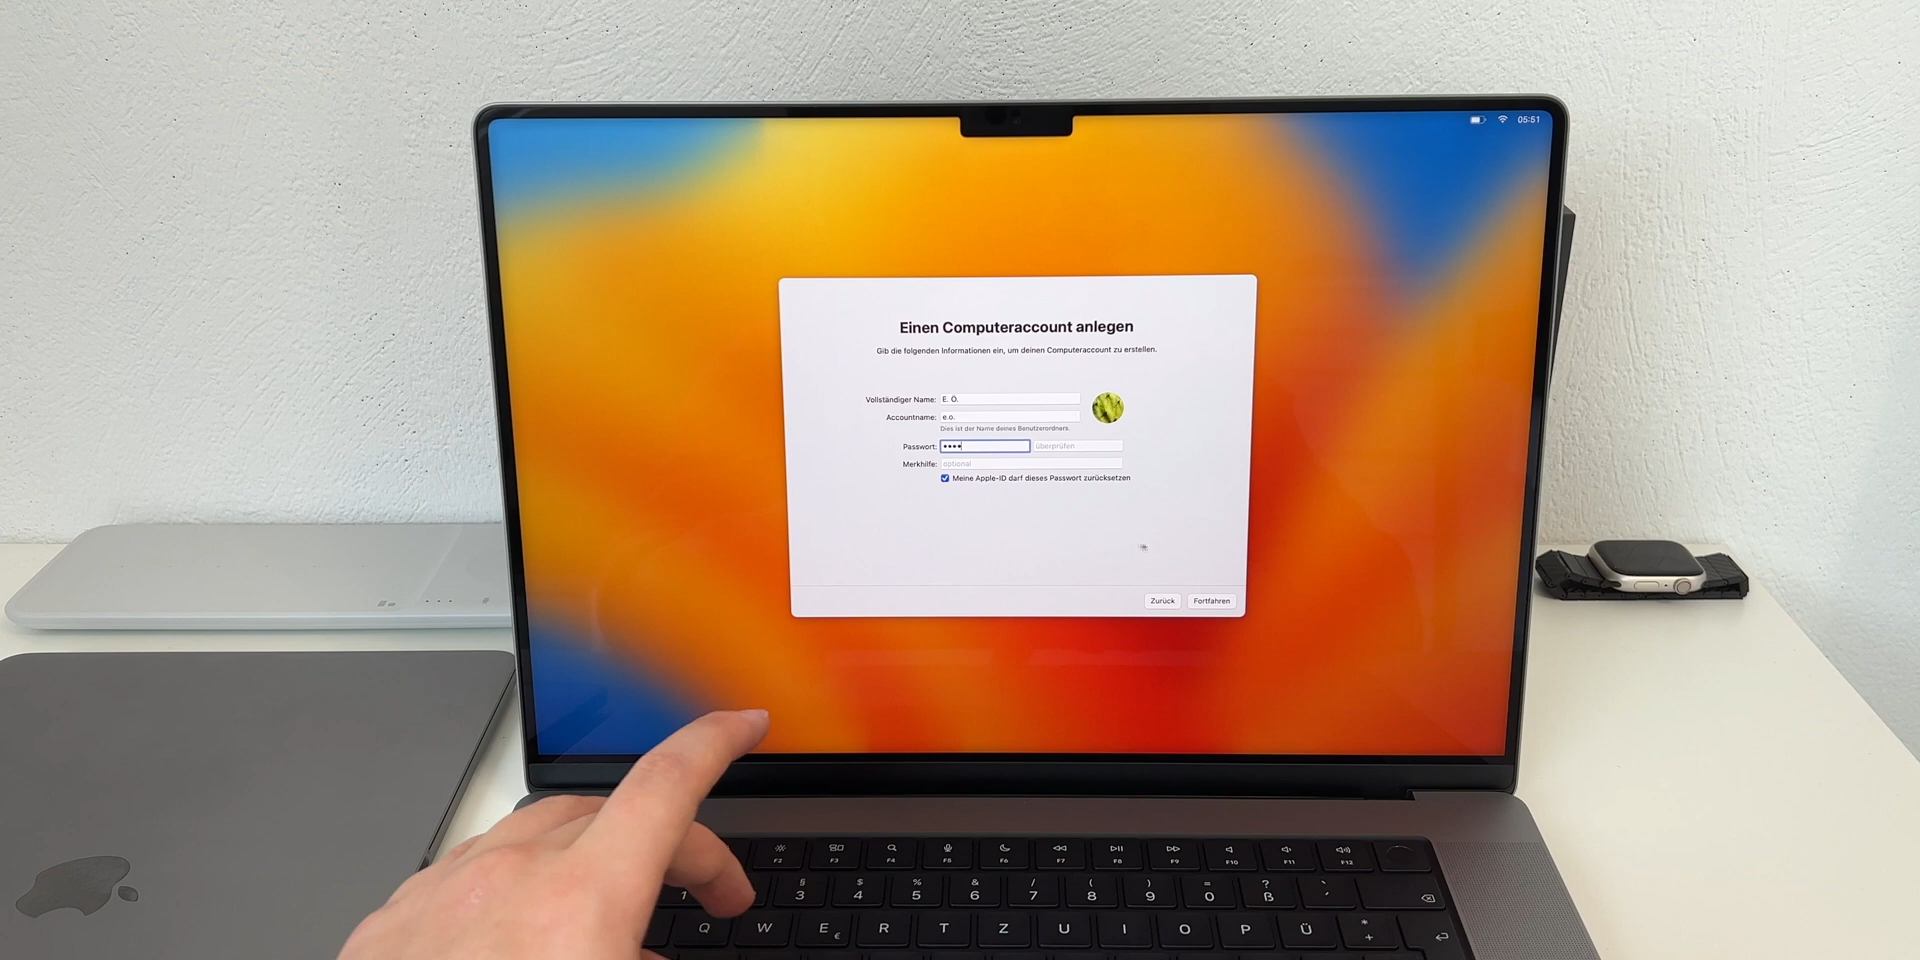 05:51
Einen Computeraccount anlegen
Gib die folgenden Informationen ein, um deinen Computeraccount zu erstellen.
Vollständiger Name: E. Ö.
Accountname: e.o.
Dies ist der Name deines Benutzerordners.
Passwort: •••• überprüfen
Merkhilfe: optional
Meine Apple-ID darf dieses Passwort zurücksetzen
Zurück Fortfahren
F2 F3 F4 F5 F6 F7 F8 F9 F10 F11 F12
§ $ % & / ( ) = ? `
1 3 4 5 6 7 8 9 0 ß ´
Q W E € R T Z U I O P Ü * +